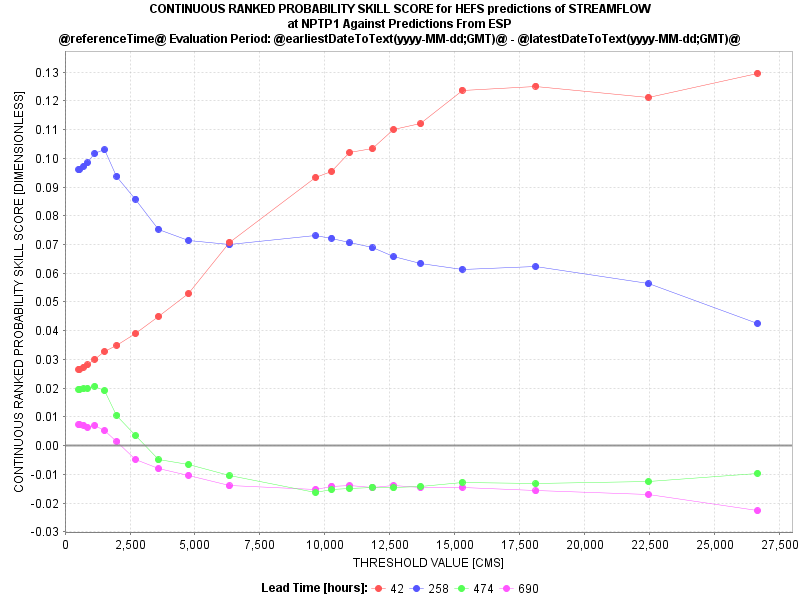 CONTINUOUS RANKED PROBABILITY SKILL SCORE for HEFS predictions of STREAMFLOW
at NPTP1 Against Predictions From ESP
@referenceTime@ Evaluation Period: @earliestDateToText(yyyy-MM-dd;GMT)@ - @latestDateToText(yyyy-MM-dd;GMT)@
CONTINUOUS RANKED PROBABILITY SKILL SCORE [DIMENSIONLESS]
0.13
0.12
0.11
0.10
0.09
0.08
0.07
0.06
0.05
0.04
0.03
0.02
0.01
0.00
-0.01
-0.02
-0.03
0 2,500 5,000 7,500 10,000 12,500 15,000 17,500 20,000 22,500 25,000 27,500
THRESHOLD VALUE [CMS]
Lead Time [hours]: 42 258 474 690